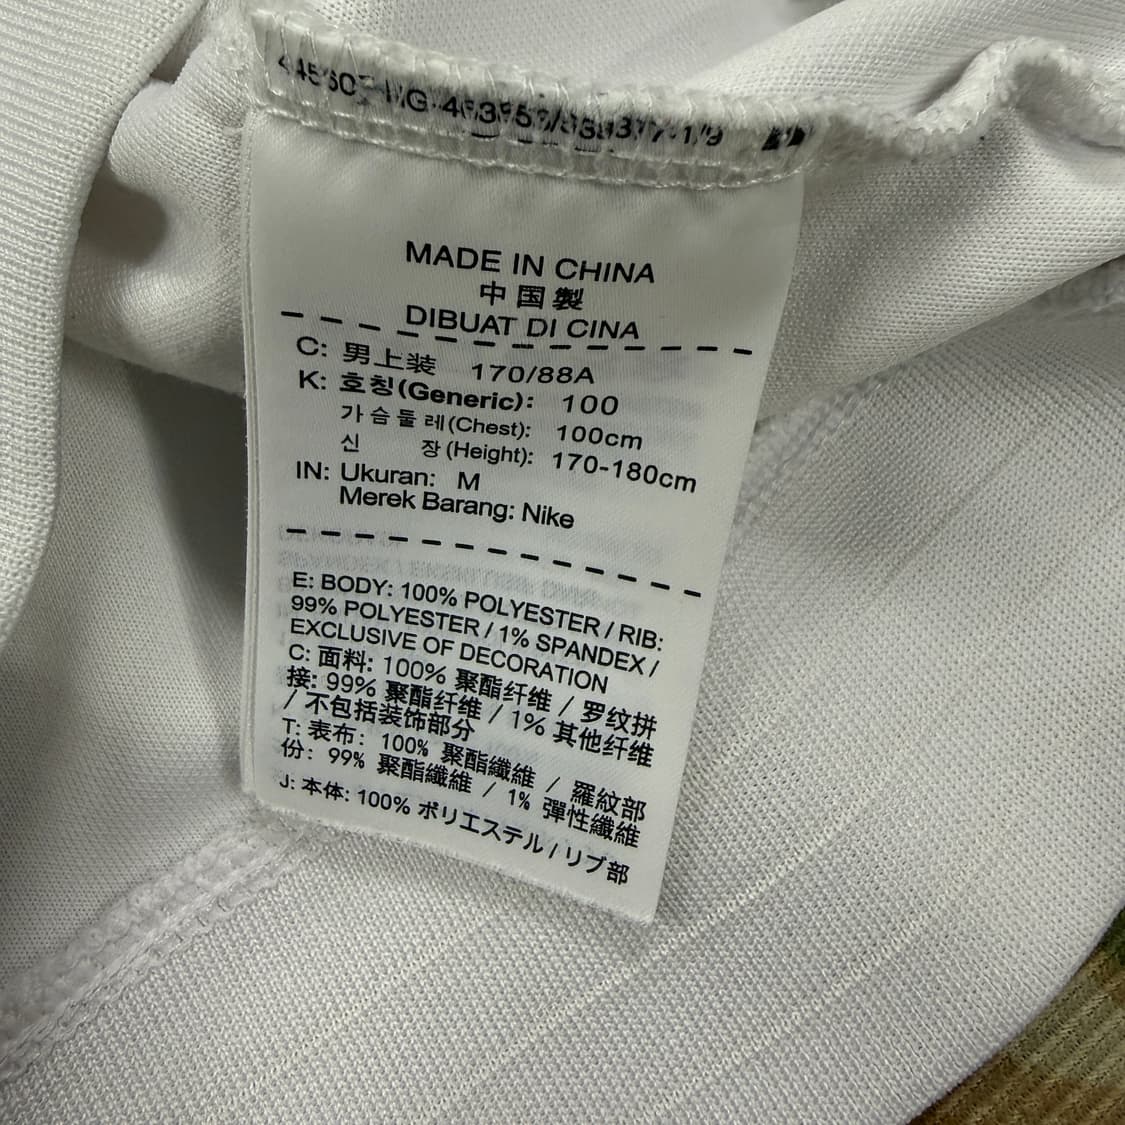 MADE IN CHINA
中国製
DIBUAT DI CINA
C: 男上装 170/88A
K: 호칭(Generic): 100
가슴둘레(Chest): 100cm
신 장(Height): 170-180cm
IN: Ukuran: M
Merek Barang: Nike
E: BODY: 100% POLYESTER / RIB:
99% POLYESTER / 1% SPANDEX /
EXCLUSIVE OF DECORATION
C: 面料: 100% 聚酯纤维 / 罗纹拼
接: 99% 聚酯纤维 / 1% 其他纤维
/ 不包括装饰部分
T: 表布: 100% 聚酯纖維 / 羅紋部
份: 99% 聚酯纖維 / 1% 彈性纖維
J: 本体: 100% ポリエステル / リブ部